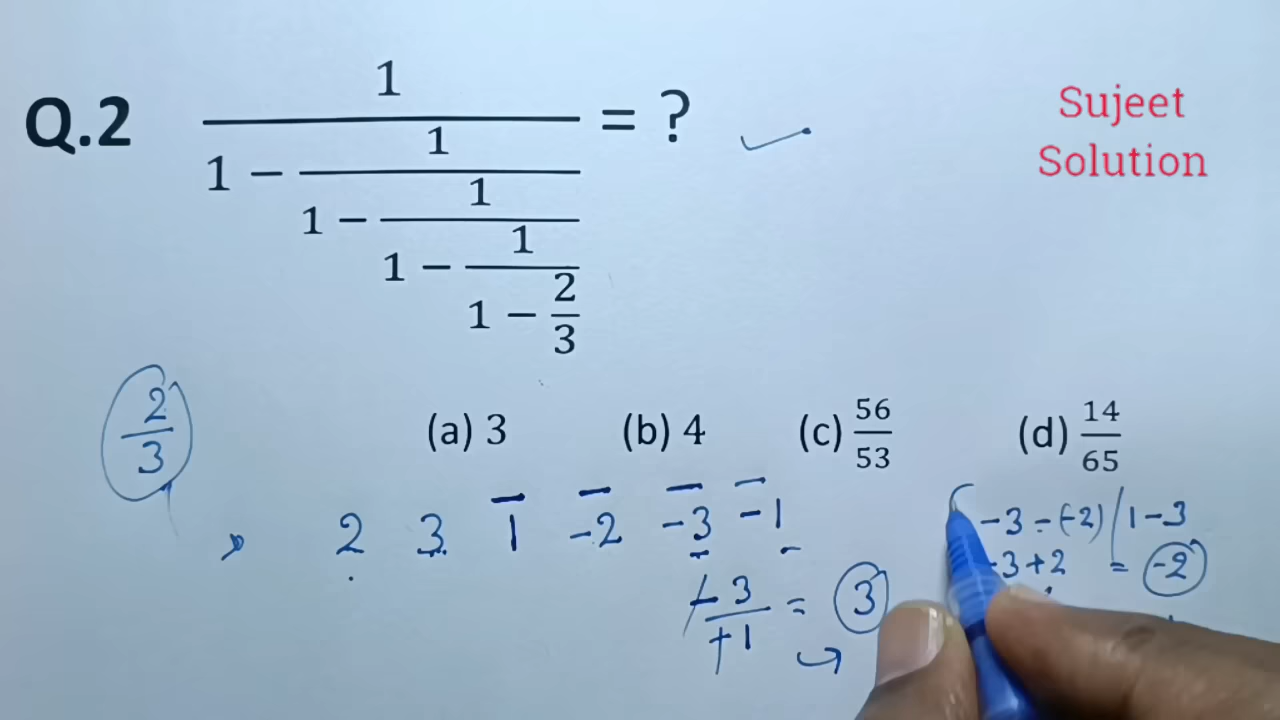 Q.2 1/(1 − 1/(1 − 1/(1 − 1/(1 − 2/3)))) = ?
Sujeet
Solution
2/3
(a) 3 (b) 4 (c) 56/53 (d) 14/65
2 3 1 -2 -3 -1
-3/-1 = 3
-3 - (-2) | 1 - 3
-3 + 2 = -2